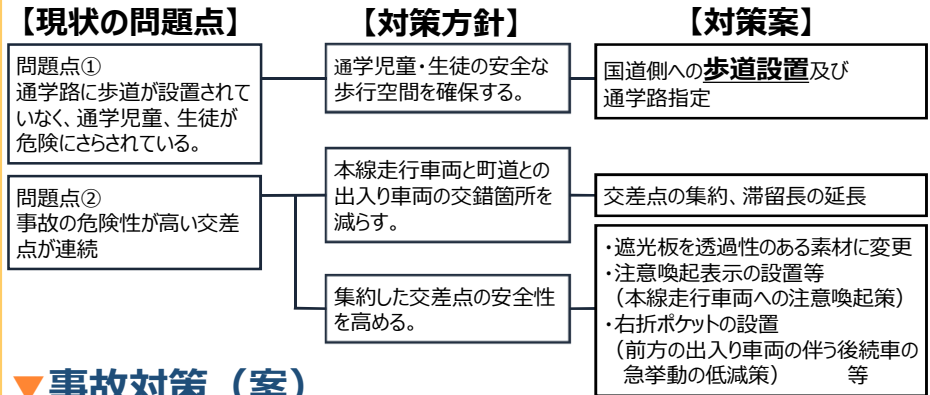 【現状の問題点】
【対策方針】
【対策案】
問題点①
通学路に歩道が設置されて
いなく、通学児童、生徒が
危険にさらされている。
通学児童・生徒の安全な
歩行空間を確保する。
国道側への歩道設置及び
通学路指定
問題点②
事故の危険性が高い交差
点が連続
本線走行車両と町道との
出入り車両の交錯箇所を
減らす。
交差点の集約、滞留長の延長
集約した交差点の安全性
を高める。
・遮光板を透過性のある素材に変更
・注意喚起表示の設置等
（本線走行車両への注意喚起策）
・右折ポケットの設置
（前方の出入り車両の伴う後続車の
急挙動の低減策） 等
▼事故対策（案）